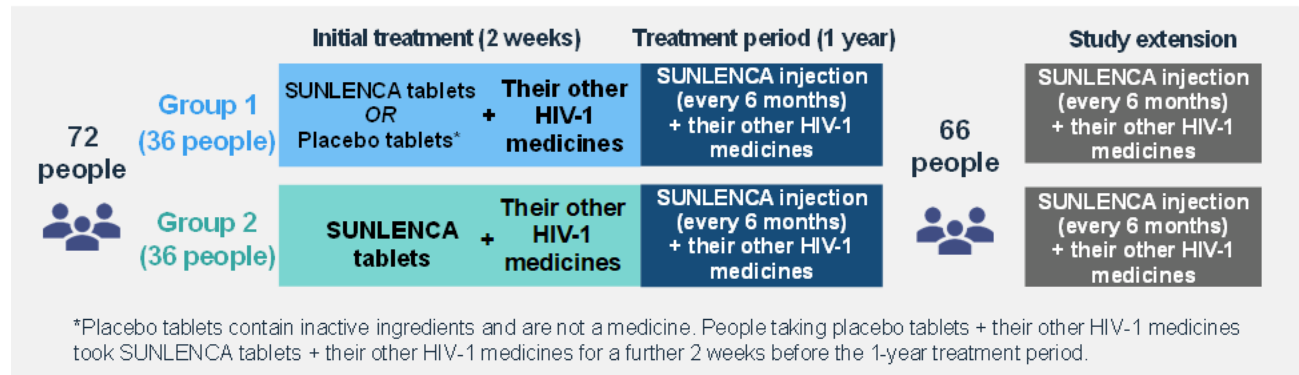 Initial treatment (2 weeks)
Treatment period (1 year)
Study extension
72
people
Group 1
(36 people)
SUNLENCA tablets
OR
Placebo tablets*
+
Their other
HIV-1
medicines
SUNLENCA injection
(every 6 months)
+ their other HIV-1
medicines
66
people
SUNLENCA injection
(every 6 months)
+ their other HIV-1
medicines
Group 2
(36 people)
SUNLENCA
tablets
+
Their other
HIV-1
medicines
SUNLENCA injection
(every 6 months)
+ their other HIV-1
medicines
SUNLENCA injection
(every 6 months)
+ their other HIV-1
medicines
*Placebo tablets contain inactive ingredients and are not a medicine. People taking placebo tablets + their other HIV-1 medicines
took SUNLENCA tablets + their other HIV-1 medicines for a further 2 weeks before the 1-year treatment period.